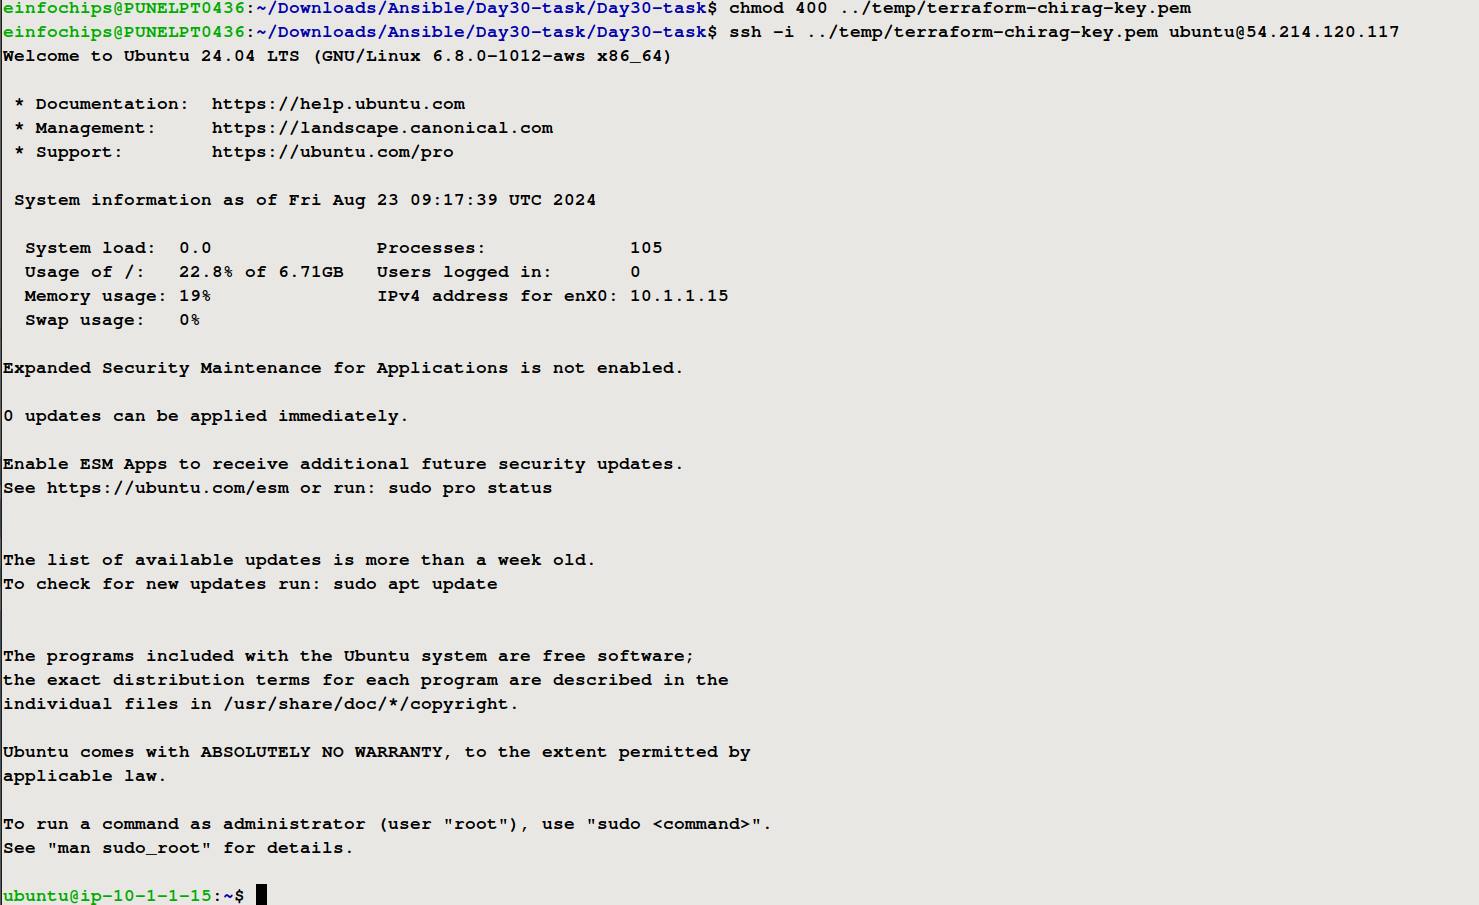 einfochips@PUNELPT0436:~/Downloads/Ansible/Day30-task/Day30-task$ chmod 400 ../temp/terraform-chirag-key.pem
einfochips@PUNELPT0436:~/Downloads/Ansible/Day30-task/Day30-task$ ssh -i ../temp/terraform-chirag-key.pem ubuntu@54.214.120.117
Welcome to Ubuntu 24.04 LTS (GNU/Linux 6.8.0-1012-aws x86_64)

 * Documentation:  https://help.ubuntu.com
 * Management:     https://landscape.canonical.com
 * Support:        https://ubuntu.com/pro

 System information as of Fri Aug 23 09:17:39 UTC 2024

  System load:  0.0               Processes:             105
  Usage of /:   22.8% of 6.71GB   Users logged in:       0
  Memory usage: 19%               IPv4 address for enX0: 10.1.1.15
  Swap usage:   0%

Expanded Security Maintenance for Applications is not enabled.

0 updates can be applied immediately.

Enable ESM Apps to receive additional future security updates.
See https://ubuntu.com/esm or run: sudo pro status


The list of available updates is more than a week old.
To check for new updates run: sudo apt update


The programs included with the Ubuntu system are free software;
the exact distribution terms for each program are described in the
individual files in /usr/share/doc/*/copyright.

Ubuntu comes with ABSOLUTELY NO WARRANTY, to the extent permitted by
applicable law.

To run a command as administrator (user "root"), use "sudo <command>".
See "man sudo_root" for details.

ubuntu@ip-10-1-1-15:~$